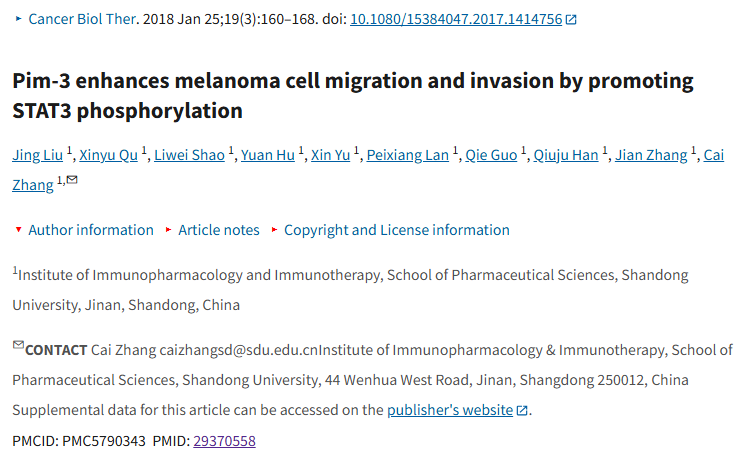 Cancer Biol Ther. 2018 Jan 25;19(3):160–168. doi: 10.1080/15384047.2017.1414756
Pim-3 enhances melanoma cell migration and invasion by promoting
STAT3 phosphorylation
Jing Liu 1, Xinyu Qu 1, Liwei Shao 1, Yuan Hu 1, Xin Yu 1, Peixiang Lan 1, Qie Guo 1, Qiuju Han 1, Jian Zhang 1, Cai
Zhang 1,✉
Author information Article notes Copyright and License information
1Institute of Immunopharmacology and Immunotherapy, School of Pharmaceutical Sciences, Shandong
University, Jinan, Shandong, China
✉CONTACT Cai Zhang caizhangsd@sdu.edu.cnInstitute of Immunopharmacology & Immunotherapy, School of
Pharmaceutical Sciences, Shandong University, 44 Wenhua West Road, Jinan, Shangdong 250012, China
Supplemental data for this article can be accessed on the publisher's website.
PMCID: PMC5790343 PMID: 29370558